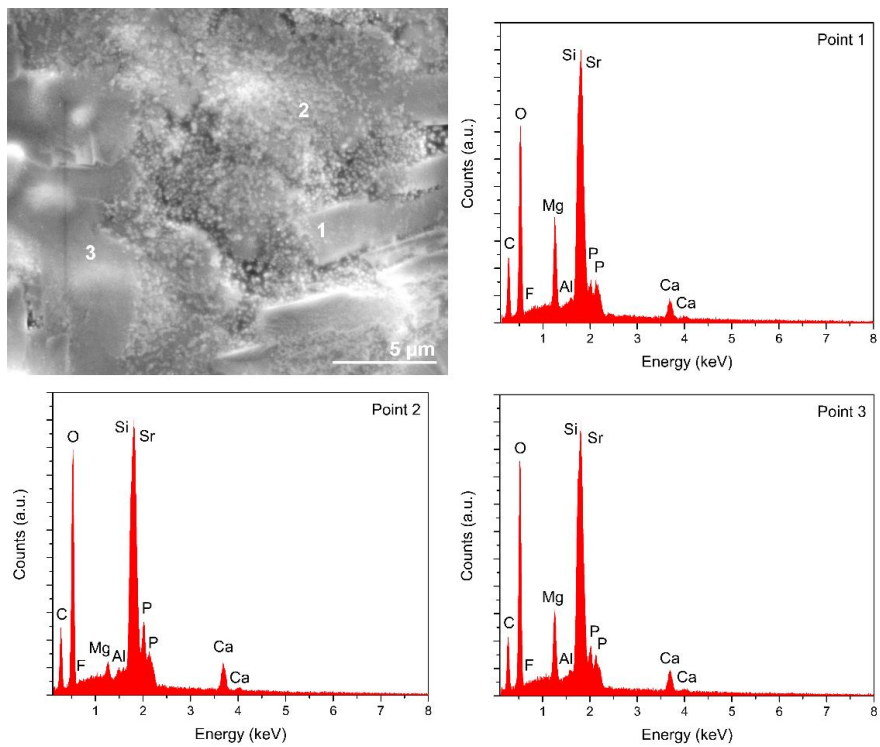 2
1
3
5 µm
Point 1
Si Sr
O
Mg
C
F
Al
P
P
Ca
Ca
Counts (a.u.)
1 2 3 4 5 6 7 8
Energy (keV)
Point 2
Si Sr
O
C
P
Mg
Al
F
P
Ca
Ca
Counts (a.u.)
1 2 3 4 5 6 7 8
Energy (keV)
Point 3
Si Sr
O
Mg
C
P
P
F
Al
Ca
Ca
Counts (a.u.)
1 2 3 4 5 6 7 8
Energy (keV)